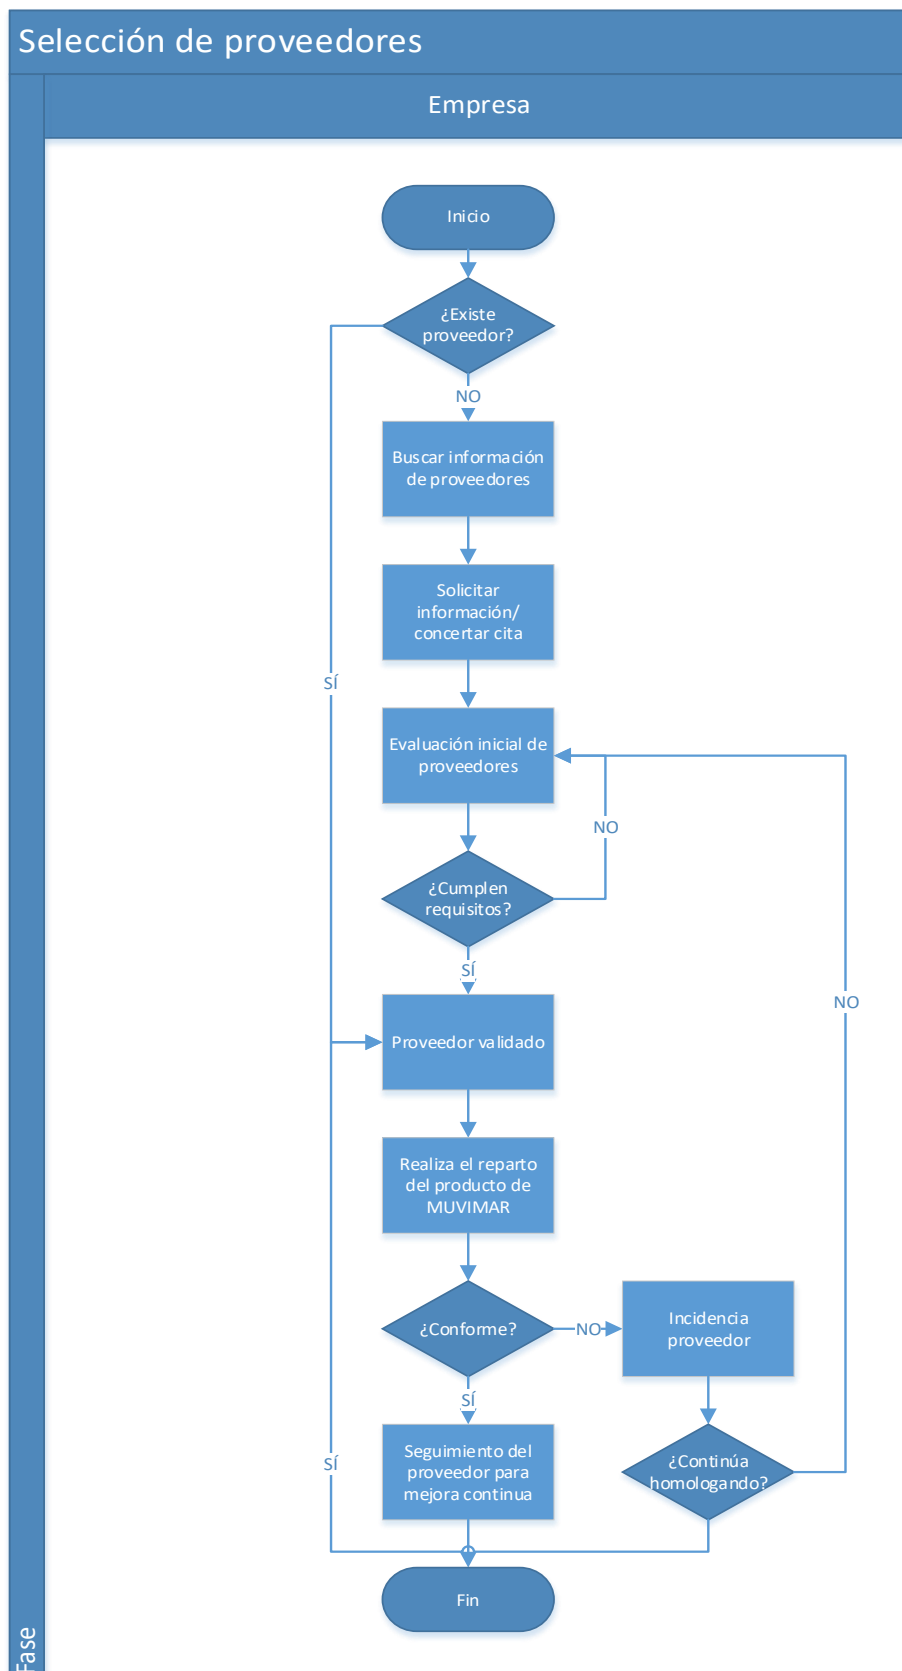 Selección de proveedores
Empresa
Inicio
¿Existe
proveedor?
NO
Buscar información
de proveedores
Solicitar
información/
concertar cita
SÍ
Evaluación inicial de
proveedores
NO
¿Cumplen
requisitos?
SÍ
NO
Proveedor validado
Realiza el reparto
del producto de
MUVIMAR
¿Conforme?
NO
Incidencia
proveedor
SÍ
Seguimiento del
proveedor para
mejora continua
SÍ
¿Continúa
homologando?
Fin
Fase